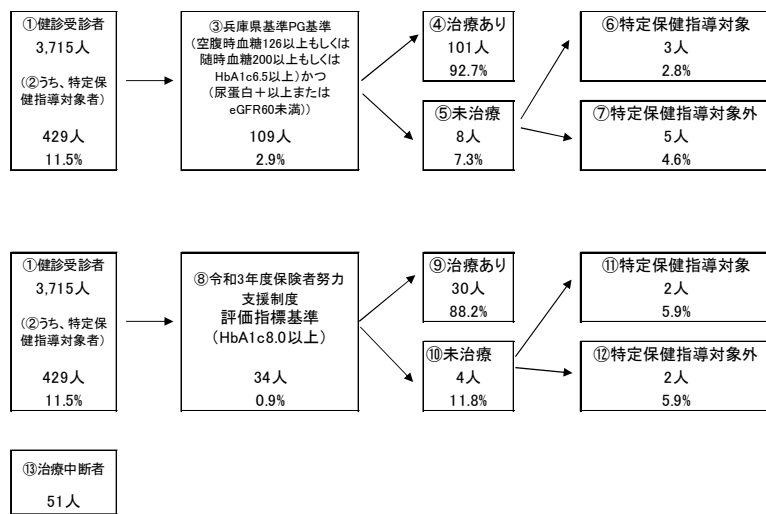 ①健診受診者
3,715人
(②うち、特定保
健指導対象者)
429人
11.5%
③兵庫県基準PG基準
(空腹時血糖126以上もしくは
随時血糖200以上もしくは
HbA1c6.5以上)かつ
(尿蛋白+以上または
eGFR60未満))
109人
2.9%
④治療あり
101人
92.7%
⑤未治療
8人
7.3%
⑥特定保健指導対象
3人
2.8%
⑦特定保健指導対象外
5人
4.6%
①健診受診者
3,715人
(②うち、特定保
健指導対象者)
429人
11.5%
⑧令和3年度保険者努力
支援制度
評価指標基準
(HbA1c8.0以上)
34人
0.9%
⑨治療あり
30人
88.2%
⑩未治療
4人
11.8%
⑪特定保健指導対象
2人
5.9%
⑫特定保健指導対象外
2人
5.9%
⑬治療中断者
51人